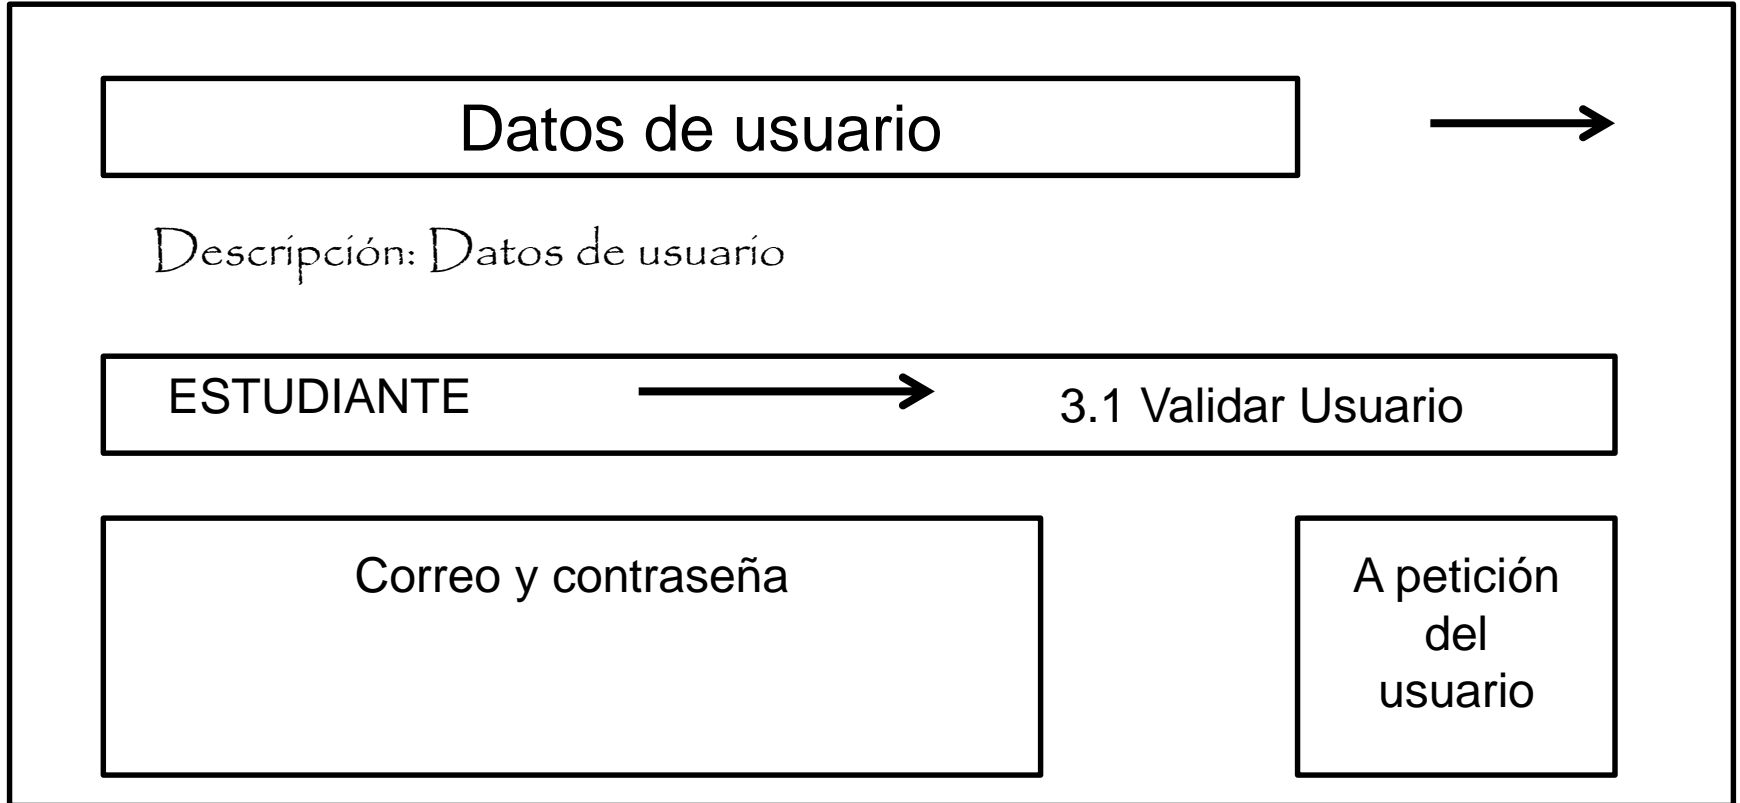 Datos de usuario
Descripción: Datos de usuario
ESTUDIANTE
3.1 Validar Usuario
Correo y contraseña
A petición
del
usuario